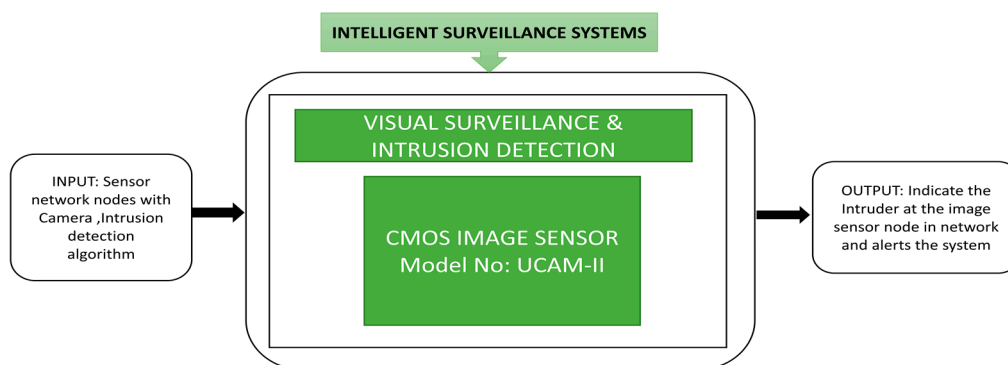 INTELLIGENT SURVEILLANCE SYSTEMS
VISUAL SURVEILLANCE &
INTRUSION DETECTION
INPUT: Sensor
network nodes with
Camera ,Intrusion
detection
algorithm
CMOS IMAGE SENSOR
Model No: UCAM-II
OUTPUT: Indicate the
Intruder at the image
sensor node in network
and alerts the system